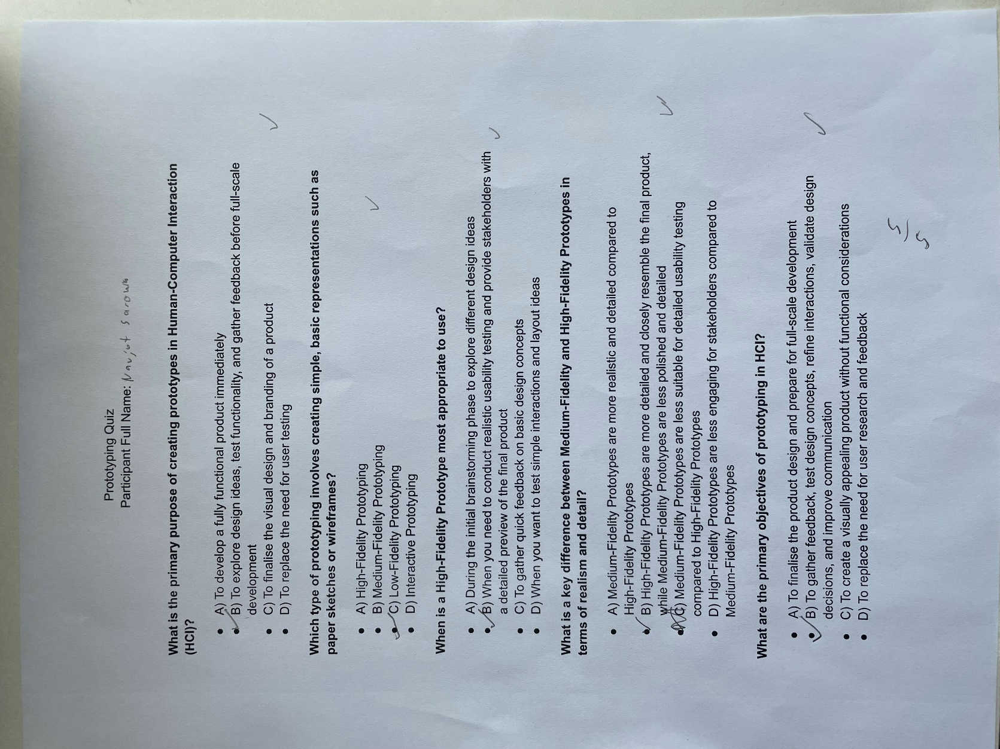 Prototyping Quiz
Participant Full Name: Navjot Sarown
What is the primary purpose of creating prototypes in Human-Computer Interaction
(HCI)?
• A) To develop a fully functional product immediately
• B) To explore design ideas, test functionality, and gather feedback before full-scale
development
• C) To finalise the visual design and branding of a product
• D) To replace the need for user testing
Which type of prototyping involves creating simple, basic representations such as
paper sketches or wireframes?
• A) High-Fidelity Prototyping
• B) Medium-Fidelity Prototyping
• C) Low-Fidelity Prototyping
• D) Interactive Prototyping
When is a High-Fidelity Prototype most appropriate to use?
• A) During the initial brainstorming phase to explore different design ideas
• B) When you need to conduct realistic usability testing and provide stakeholders with
a detailed preview of the final product
• C) To gather quick feedback on basic design concepts
• D) When you want to test simple interactions and layout ideas
What is a key difference between Medium-Fidelity and High-Fidelity Prototypes in
terms of realism and detail?
• A) Medium-Fidelity Prototypes are more realistic and detailed compared to
High-Fidelity Prototypes
• B) High-Fidelity Prototypes are more detailed and closely resemble the final product,
while Medium-Fidelity Prototypes are less polished and detailed
• C) Medium-Fidelity Prototypes are less suitable for detailed usability testing
compared to High-Fidelity Prototypes
• D) High-Fidelity Prototypes are less engaging for stakeholders compared to
Medium-Fidelity Prototypes
What are the primary objectives of prototyping in HCI?
• A) To finalise the product design and prepare for full-scale development
• B) To gather feedback, test design concepts, refine interactions, validate design
decisions, and improve communication
• C) To create a visually appealing product without functional considerations
• D) To replace the need for user research and feedback
5/5